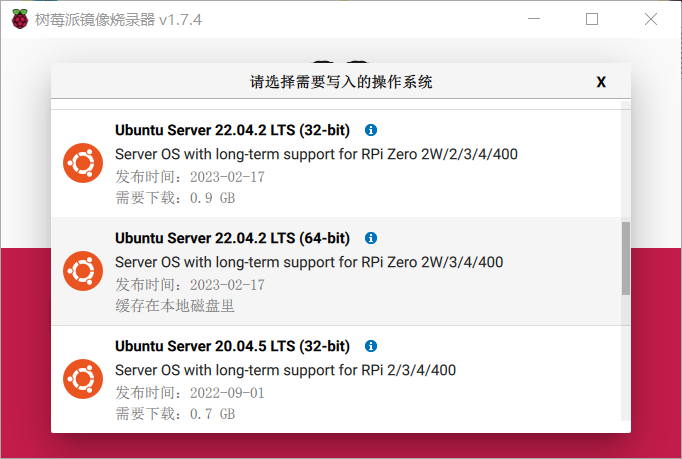 树莓派镜像烧录器 v1.7.4
请选择需要写入的操作系统
X
Ubuntu Server 22.04.2 LTS (32-bit)
Server OS with long-term support for RPi Zero 2W/2/3/4/400
发布时间：2023-02-17
需要下载：0.9 GB
Ubuntu Server 22.04.2 LTS (64-bit)
Server OS with long-term support for RPi Zero 2W/3/4/400
发布时间：2023-02-17
缓存在本地磁盘里
Ubuntu Server 20.04.5 LTS (32-bit)
Server OS with long-term support for RPi 2/3/4/400
发布时间：2022-09-01
需要下载：0.7 GB